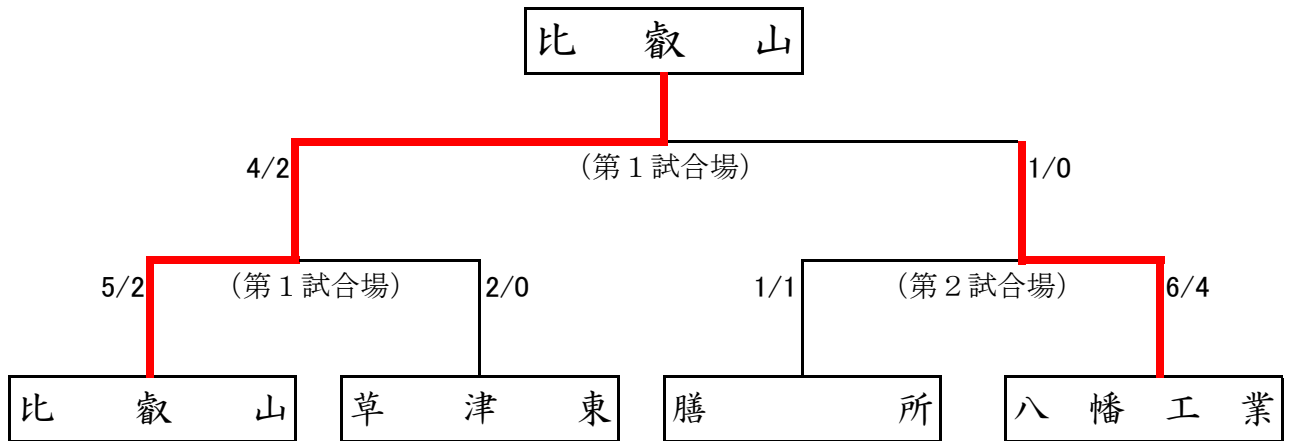 比叡山
4/2 (第1試合場) 1/0
5/2 (第1試合場) 2/0 1/1 (第2試合場) 6/4
比叡山 草津東 膳所 八幡工業